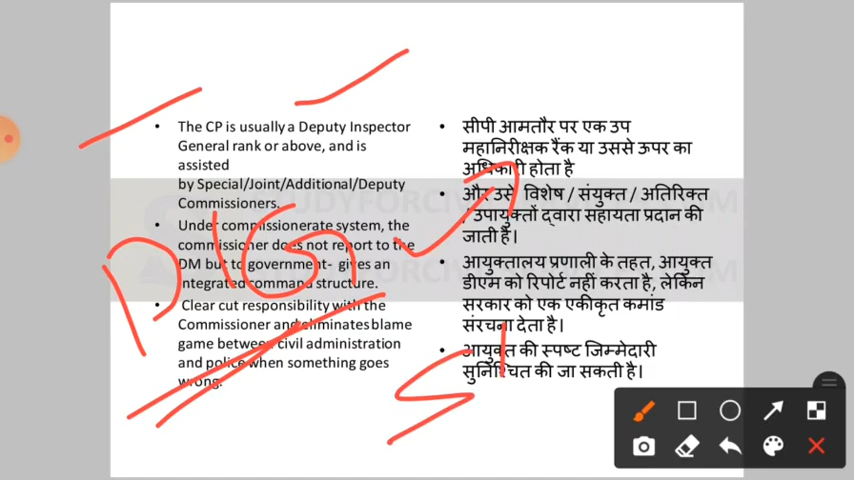 • The CP is usually a Deputy Inspector
General rank or above, and is
assisted
by Special/Joint/Additional/Deputy
Commissioners.
• Under commissionerate system, the
commissioner does not report to the
DM but to government- gives an
integrated command structure.
• Clear cut responsibility with the
Commissioner and eliminates blame
game between civil administration
and police when something goes
wrong.
• सीपी आमतौर पर एक उप
महानिरीक्षक रैंक या उससे ऊपर का
अधिकारी होता है
• और उसे विशेष / संयुक्त / अतिरिक्त
/ उपायुक्तों द्वारा सहायता प्रदान की
जाती है।
• आयुक्तालय प्रणाली के तहत, आयुक्त
डीएम को रिपोर्ट नहीं करता है, लेकिन
सरकार को एक एकीकृत कमांड
संरचना देता है।
• आयुक्त की स्पष्ट जिम्मेदारी
सुनिश्चित की जा सकती है।